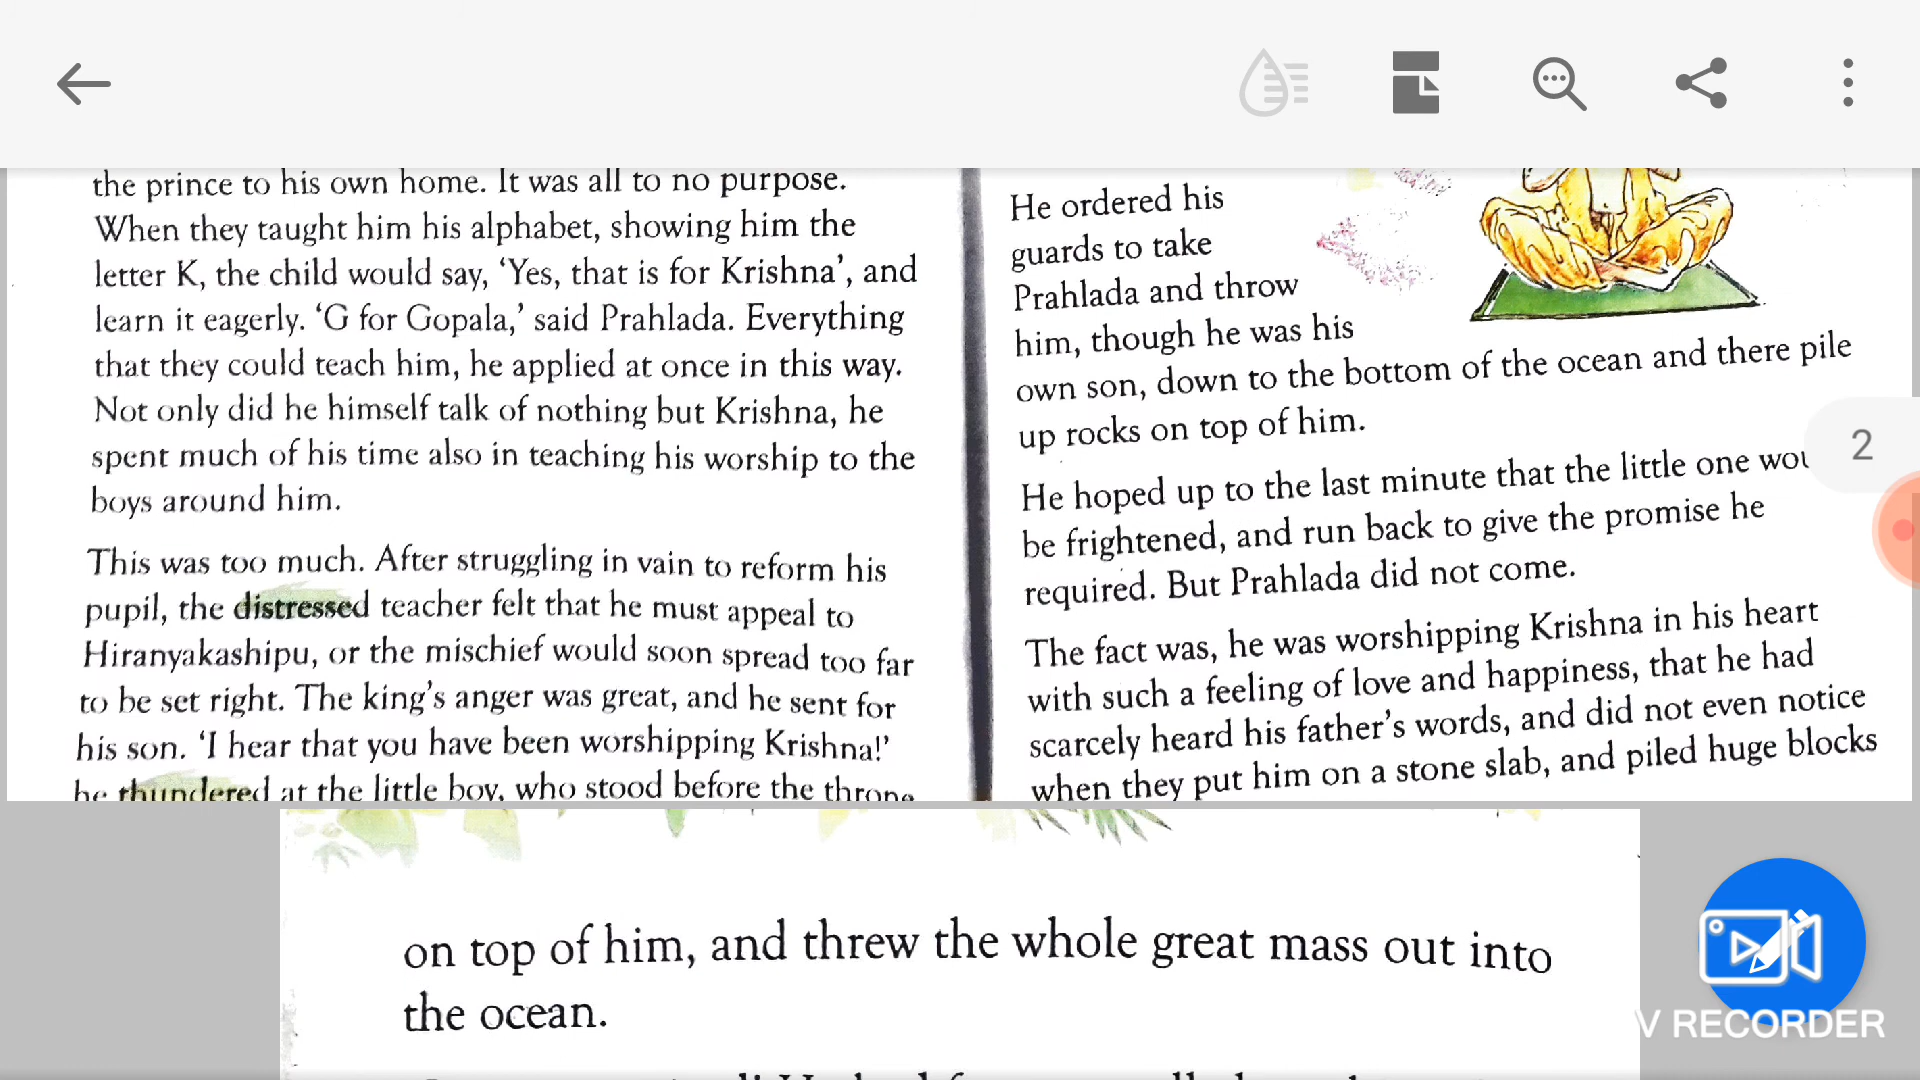 the prince to his own home. It was all to no purpose.
When they taught him his alphabet, showing him the
letter K, the child would say, ‘Yes, that is for Krishna’, and
learn it eagerly. ‘G for Gopala,’ said Prahlada. Everything
that they could teach him, he applied at once in this way.
Not only did he himself talk of nothing but Krishna, he
spent much of his time also in teaching his worship to the
boys around him.
This was too much. After struggling in vain to reform his
pupil, the distressed teacher felt that he must appeal to
Hiranyakashipu, or the mischief would soon spread too far
to be set right. The king’s anger was great, and he sent for
his son. ‘I hear that you have been worshipping Krishna!’
he thundered at the little boy, who stood before the throne
He ordered his
guards to take
Prahlada and throw
him, though he was his
own son, down to the bottom of the ocean and there pile
up rocks on top of him.
He hoped up to the last minute that the little one
be frightened, and run back to give the promise he
required. But Prahlada did not come.
The fact was, he was worshipping Krishna in his heart
with such a feeling of love and happiness, that he had
scarcely heard his father’s words, and did not even notice
when they put him on a stone slab, and piled huge blocks
2
on top of him, and threw the whole great mass out into
the ocean.
V RECORDER